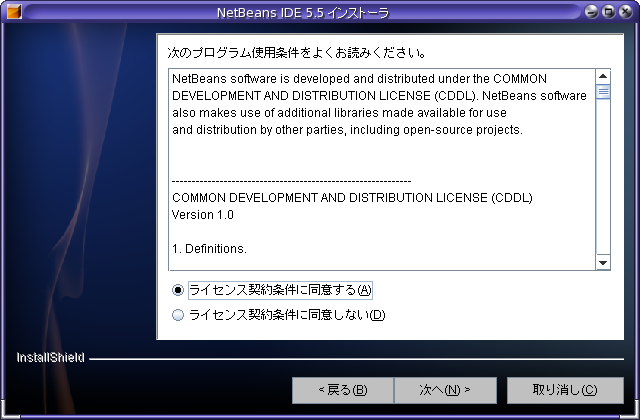 NetBeans IDE 5.5 インストーラ
次のプログラム使用条件をよくお読みください。
NetBeans software is developed and distributed under the COMMON
DEVELOPMENT AND DISTRIBUTION LICENSE (CDDL). NetBeans software
also makes use of additional libraries made available for use
and distribution by other parties, including open-source projects.
------------------------------------------------------------
COMMON DEVELOPMENT AND DISTRIBUTION LICENSE (CDDL)
Version 1.0
1. Definitions.
ライセンス契約条件に同意する(A)
ライセンス契約条件に同意しない(D)
InstallShield
< 戻る(B)
次へ(N) >
取り消し(C)